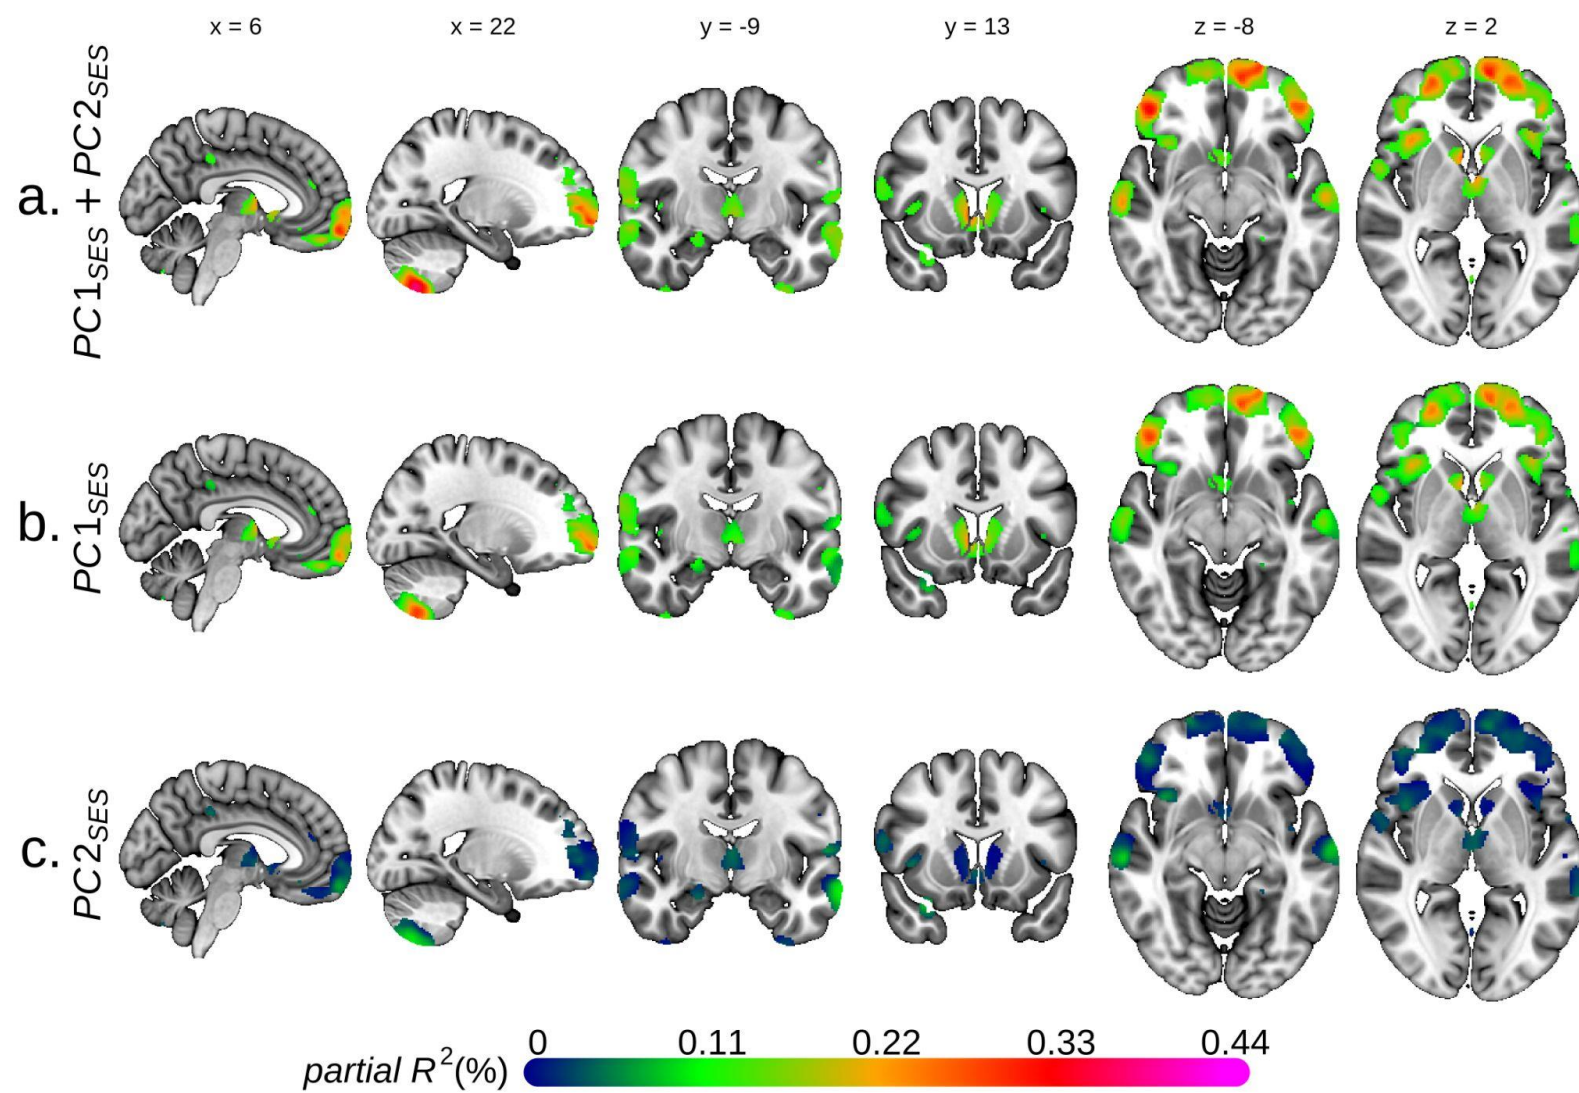 x = 6 x = 22 y = -9 y = 13 z = -8 z = 2
a. PC1SES + PC2SES
b. PC1SES
c. PC2SES
0 0.11 0.22 0.33 0.44
partial R2(%)